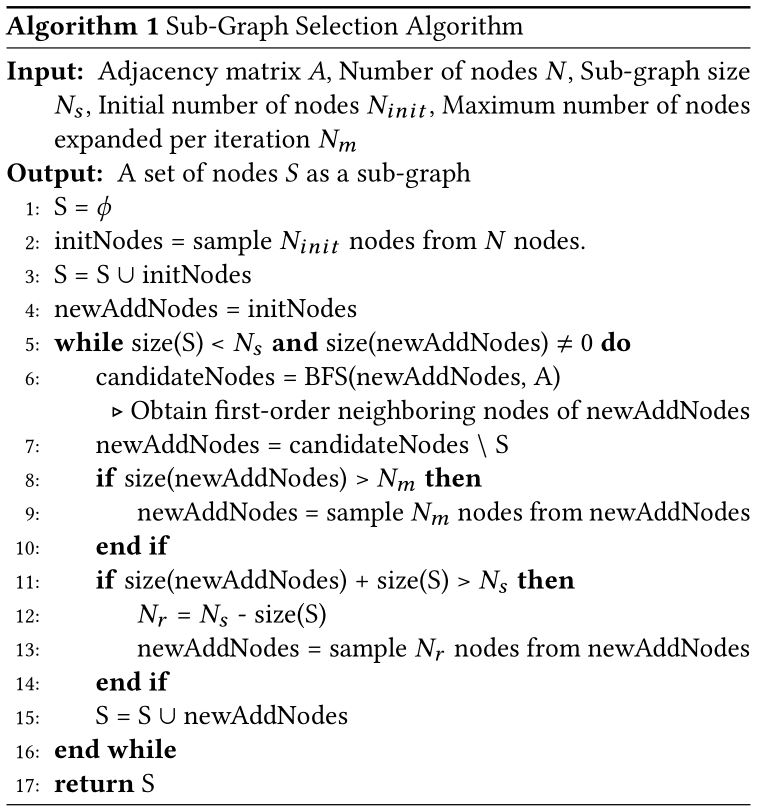 Algorithm 1 Sub-Graph Selection Algorithm
Input: Adjacency matrix A, Number of nodes N, Sub-graph size
N_s, Initial number of nodes N_{init}, Maximum number of nodes
expanded per iteration N_m
Output: A set of nodes S as a sub-graph
1: S = ϕ
2: initNodes = sample N_{init} nodes from N nodes.
3: S = S ∪ initNodes
4: newAddNodes = initNodes
5: while size(S) < N_s and size(newAddNodes) ≠ 0 do
6: candidateNodes = BFS(newAddNodes, A)
▹ Obtain first-order neighboring nodes of newAddNodes
7: newAddNodes = candidateNodes \ S
8: if size(newAddNodes) > N_m then
9: newAddNodes = sample N_m nodes from newAddNodes
10: end if
11: if size(newAddNodes) + size(S) > N_s then
12: N_r = N_s - size(S)
13: newAddNodes = sample N_r nodes from newAddNodes
14: end if
15: S = S ∪ newAddNodes
16: end while
17: return S